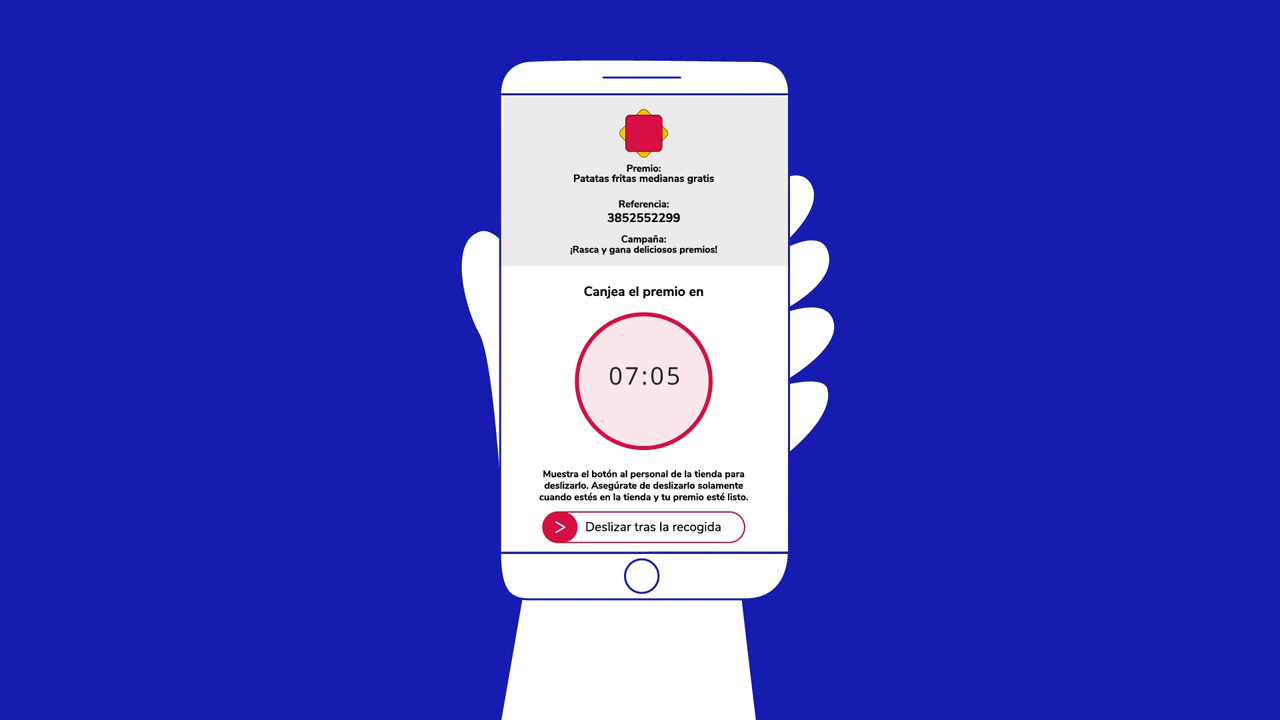 Premio:
Patatas fritas medianas gratis
Referencia:
3852552299
Campaña:
¡Rasca y gana deliciosos premios!
Canjea el premio en
07:05
Muestra el botón al personal de la tienda para
deslizarlo. Asegúrate de deslizarlo solamente
cuando estés en la tienda y tu premio esté listo.
Deslizar tras la recogida